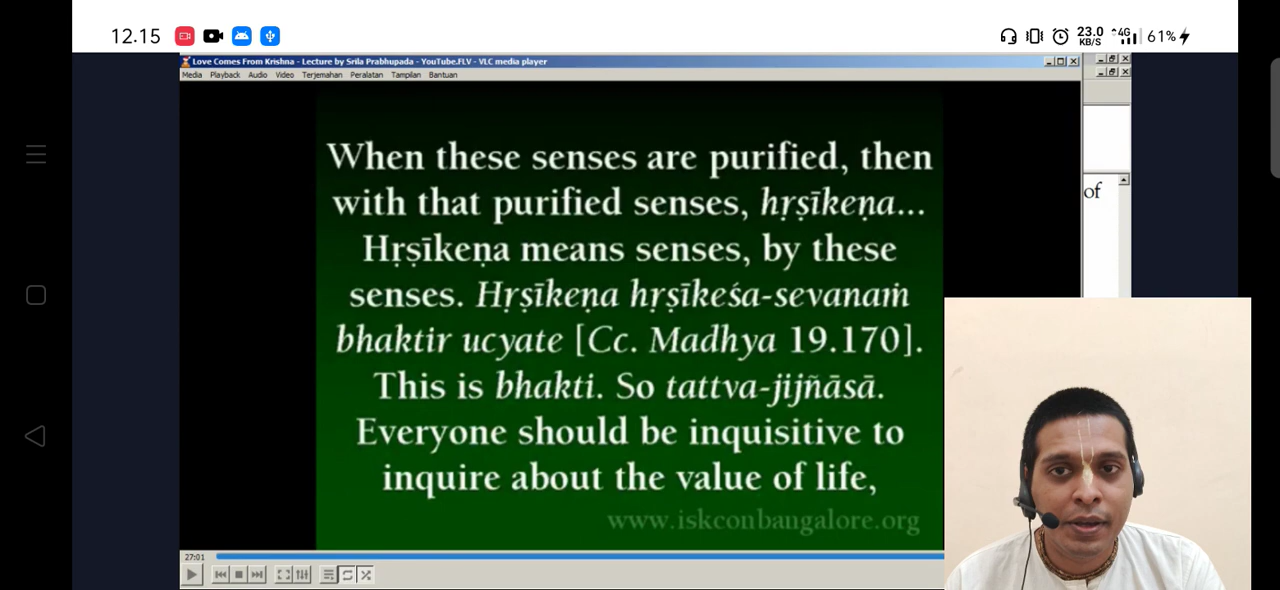 12.15
23.0
KB/S
4G
61%
Love Comes From Krishna - Lecture by Srila Prabhupada - YouTube.FLV - VLC media player
Media Playback Audio Video Terjemahan Peralatan Tampilan Bantuan
When these senses are purified, then
with that purified senses, hṛṣīkeṇa...
Hṛṣīkeṇa means senses, by these
senses. Hṛṣīkeṇa hṛṣīkeśa-sevanaṁ
bhaktir ucyate [Cc. Madhya 19.170].
This is bhakti. So tattva-jijñāsā.
Everyone should be inquisitive to
inquire about the value of life,
www.iskconbangalore.org
of
27:01